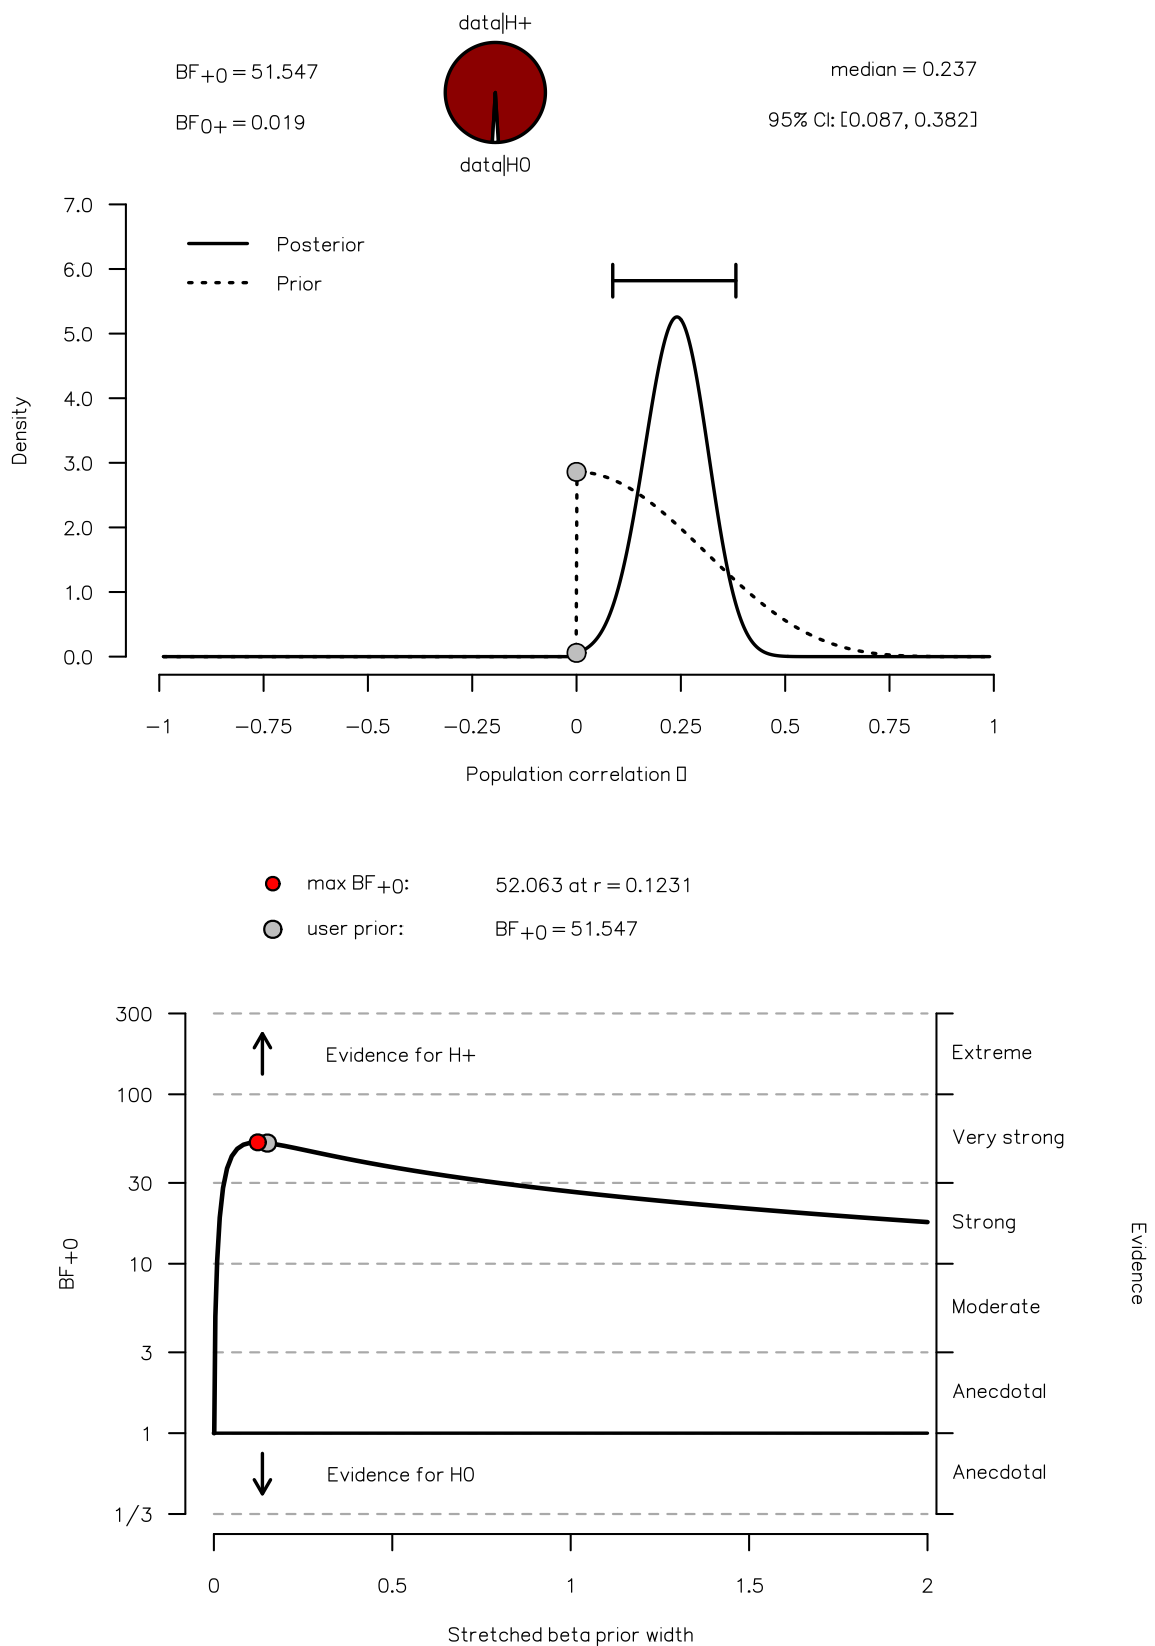 data|H+
BF+0 = 51.547
median = 0.237
BF0+ = 0.019
95% CI: [0.087, 0.382]
data|H0
7.0
6.0
5.0
4.0
3.0
2.0
1.0
0.0
Density
Posterior
Prior
−1
−0.75
−0.5
−0.25
0
0.25
0.5
0.75
1
Population correlation ▯
max BF+0: 52.063 at r = 0.1231
user prior: BF+0 = 51.547
300
100
30
10
3
1
1/3
BF+0
Evidence for H+
Evidence for H0
Extreme
Very strong
Strong
Moderate
Anecdotal
Anecdotal
Evidence
0
0.5
1
1.5
2
Stretched beta prior width